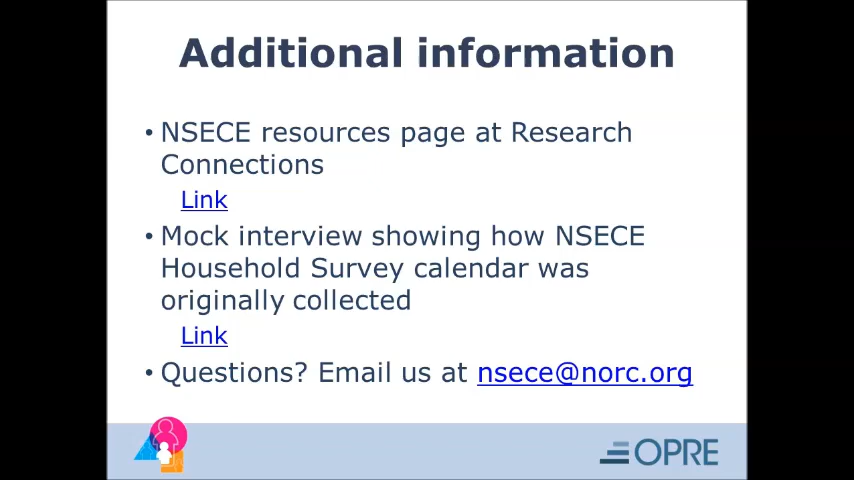 Additional information
• NSECE resources page at Research
Connections
Link
• Mock interview showing how NSECE
Household Survey calendar was
originally collected
Link
• Questions? Email us at nsece@norc.org
OPRE